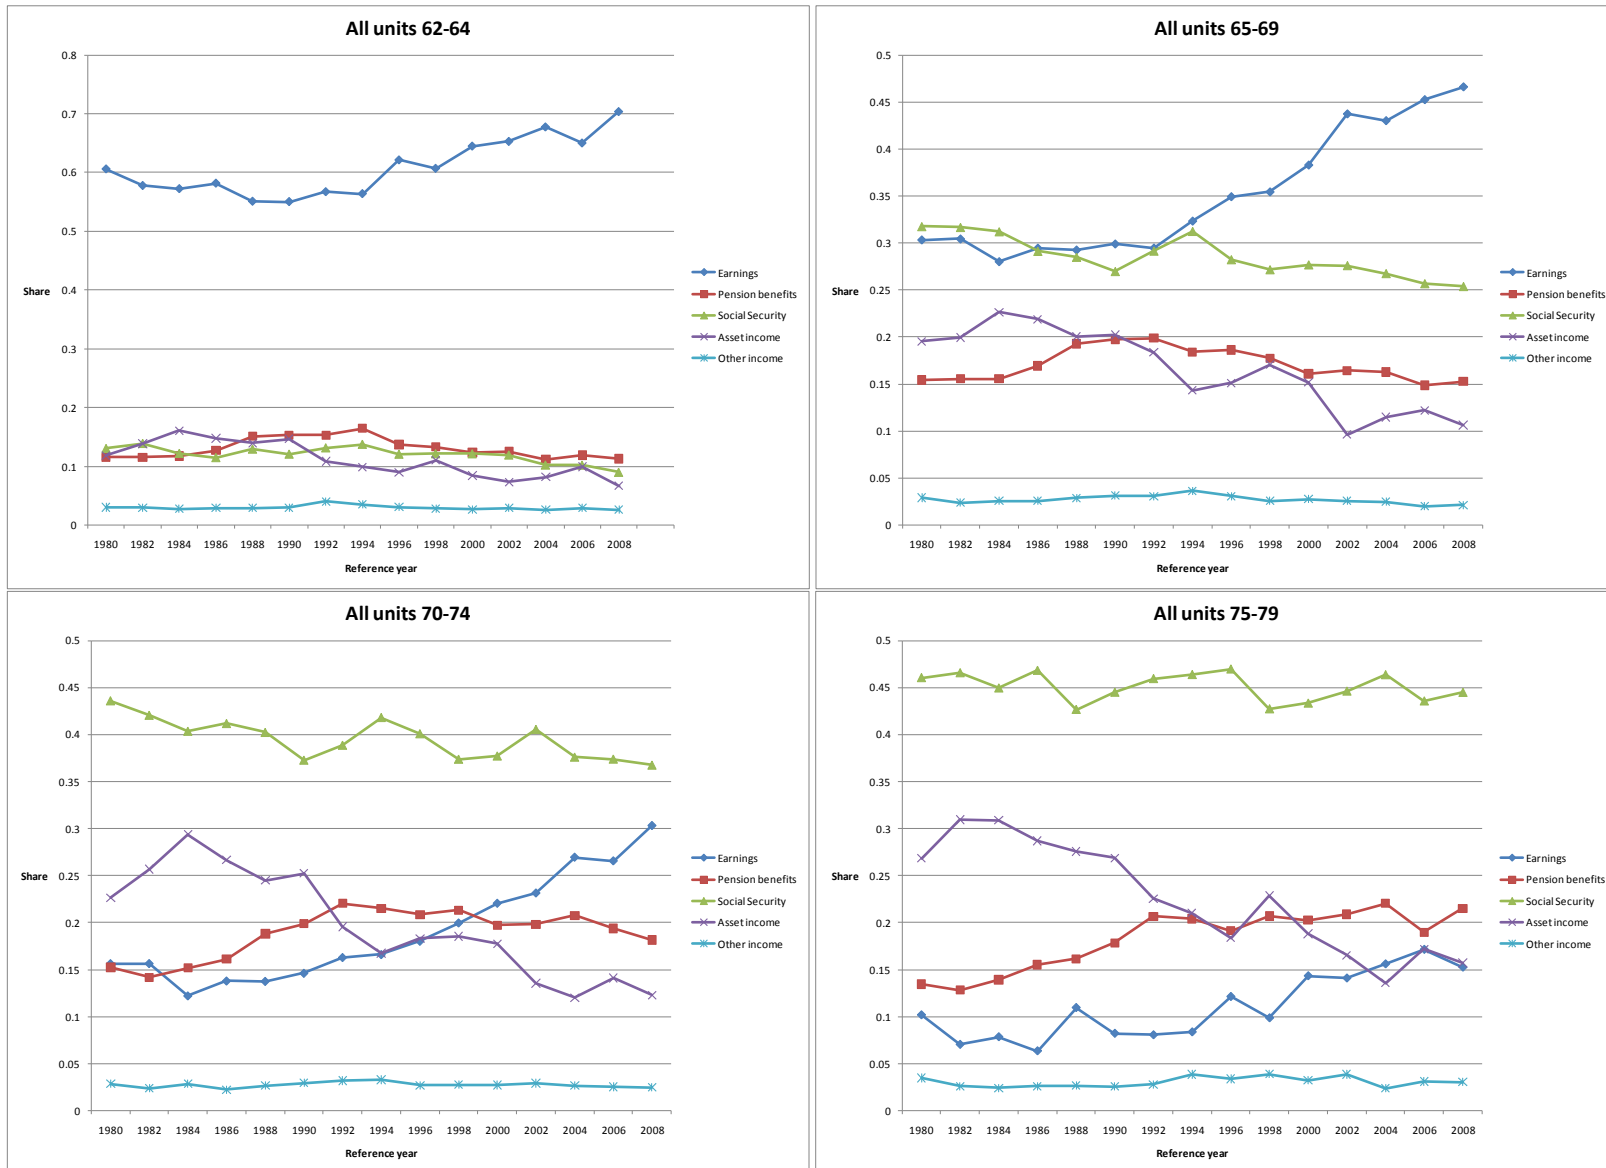 All units 62-64
0.8
0.7
0.6
0.5
0.4
0.3
0.2
0.1
0
Share
1980 1982 1984 1986 1988 1990 1992 1994 1996 1998 2000 2002 2004 2006 2008
Reference year
Earnings
Pension benefits
Social Security
Asset income
Other income
All units 65-69
0.5
0.45
0.4
0.35
0.3
0.25
0.2
0.15
0.1
0.05
0
Share
1980 1982 1984 1986 1988 1990 1992 1994 1996 1998 2000 2002 2004 2006 2008
Reference year
Earnings
Pension benefits
Social Security
Asset income
Other income
All units 70-74
0.5
0.45
0.4
0.35
0.3
0.25
0.2
0.15
0.1
0.05
0
Share
1980 1982 1984 1986 1988 1990 1992 1994 1996 1998 2000 2002 2004 2006 2008
Reference year
Earnings
Pension benefits
Social Security
Asset income
Other income
All units 75-79
0.5
0.45
0.4
0.35
0.3
0.25
0.2
0.15
0.1
0.05
0
Share
1980 1982 1984 1986 1988 1990 1992 1994 1996 1998 2000 2002 2004 2006 2008
Reference year
Earnings
Pension benefits
Social Security
Asset income
Other income